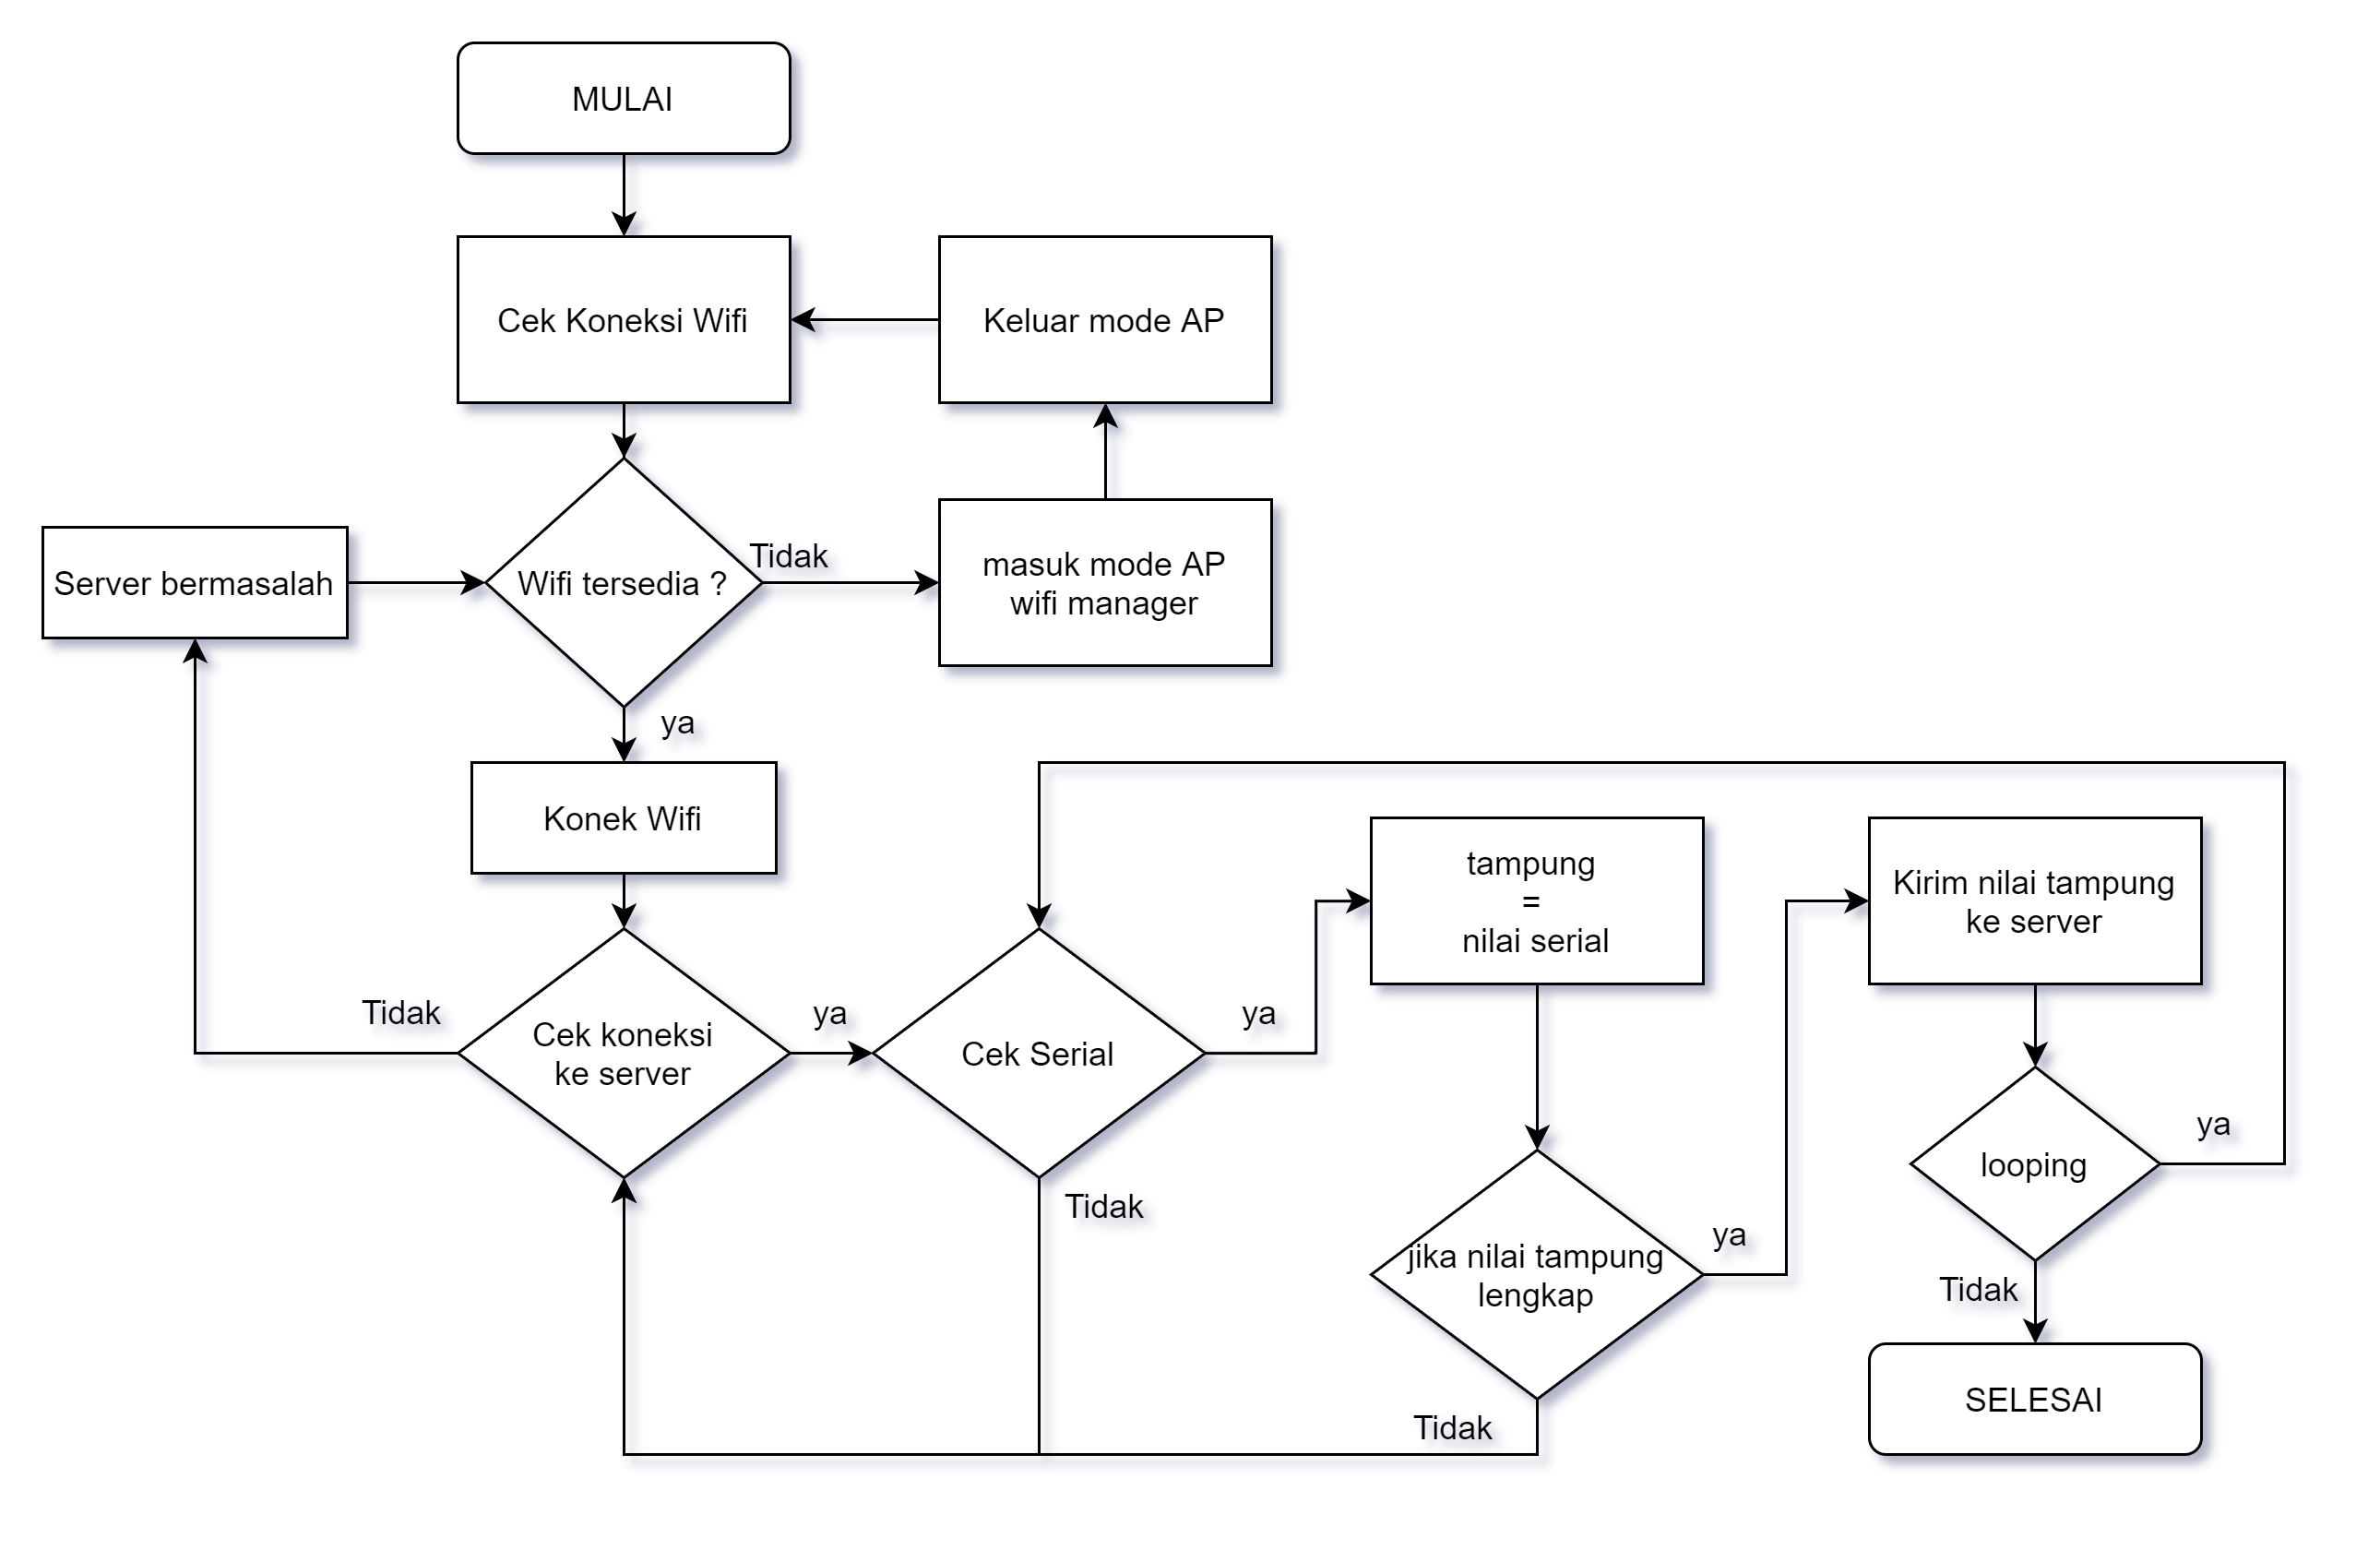 MULAI
Cek Koneksi Wifi
Keluar mode AP
Server bermasalah
Wifi tersedia ?
Tidak
masuk mode AP
wifi manager
ya
Konek Wifi
Tidak
Cek koneksi
ke server
ya
Cek Serial
ya
Tidak
tampung
=
nilai serial
jika nilai tampung
lengkap
ya
Tidak
Kirim nilai tampung
ke server
looping
ya
Tidak
SELESAI